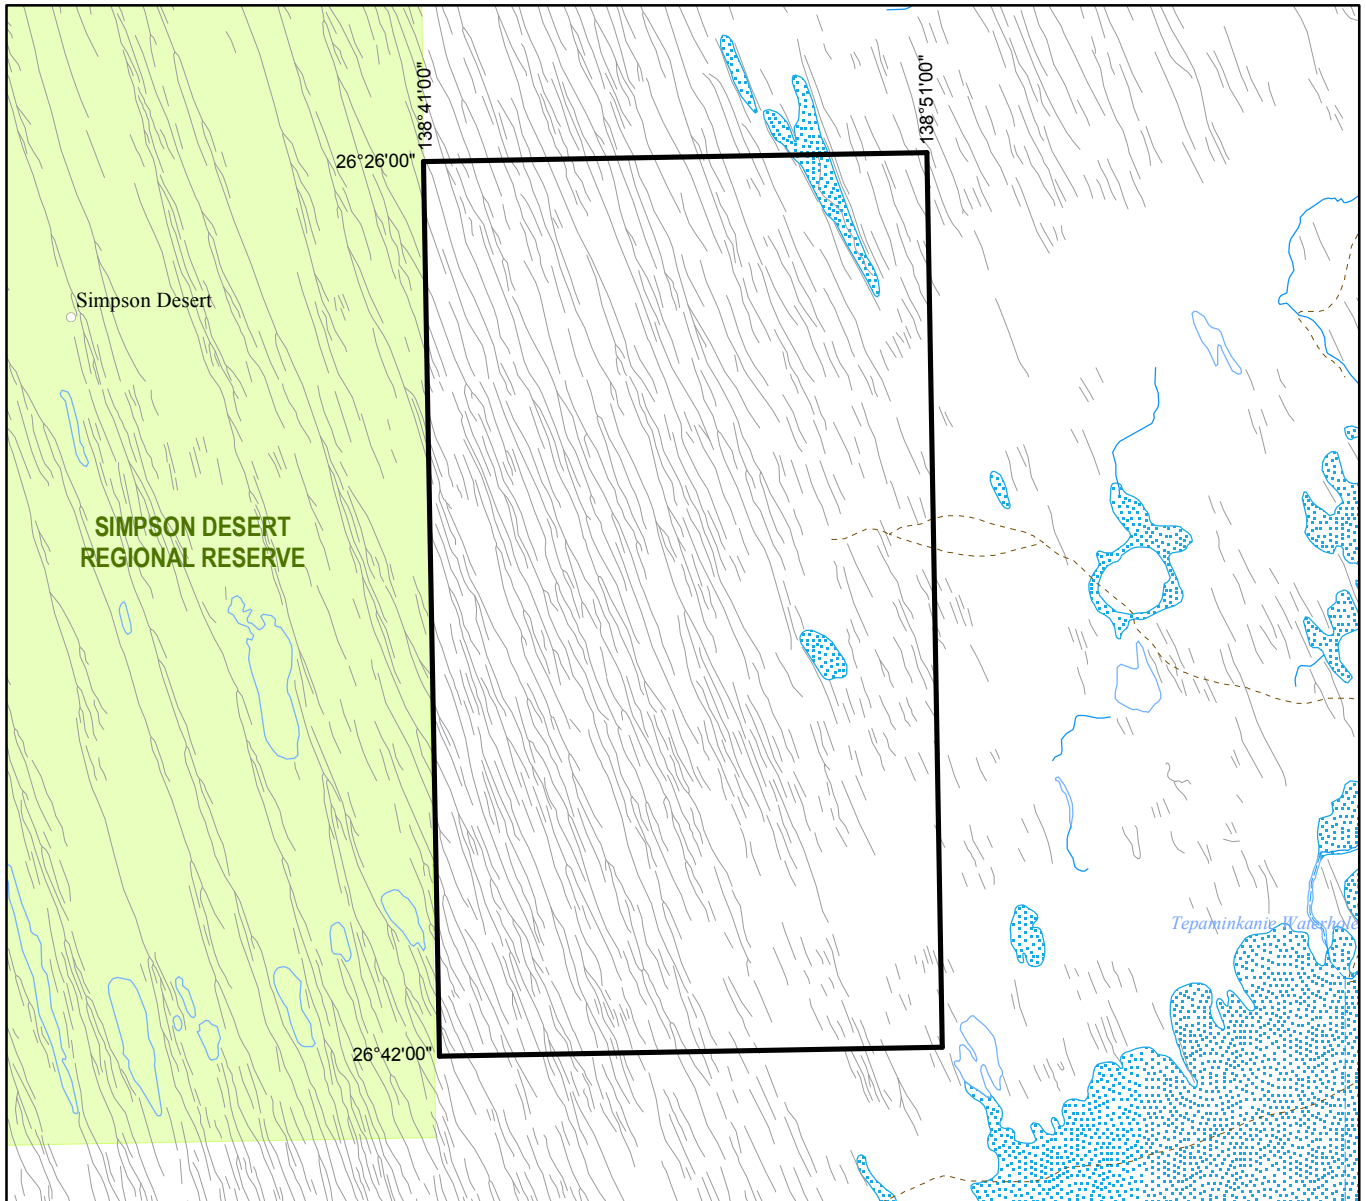 138°41'00"
138°51'00"
26°26'00"
Simpson Desert
SIMPSON DESERT
REGIONAL RESERVE
Tepaminkanie Waterhole
26°42'00"